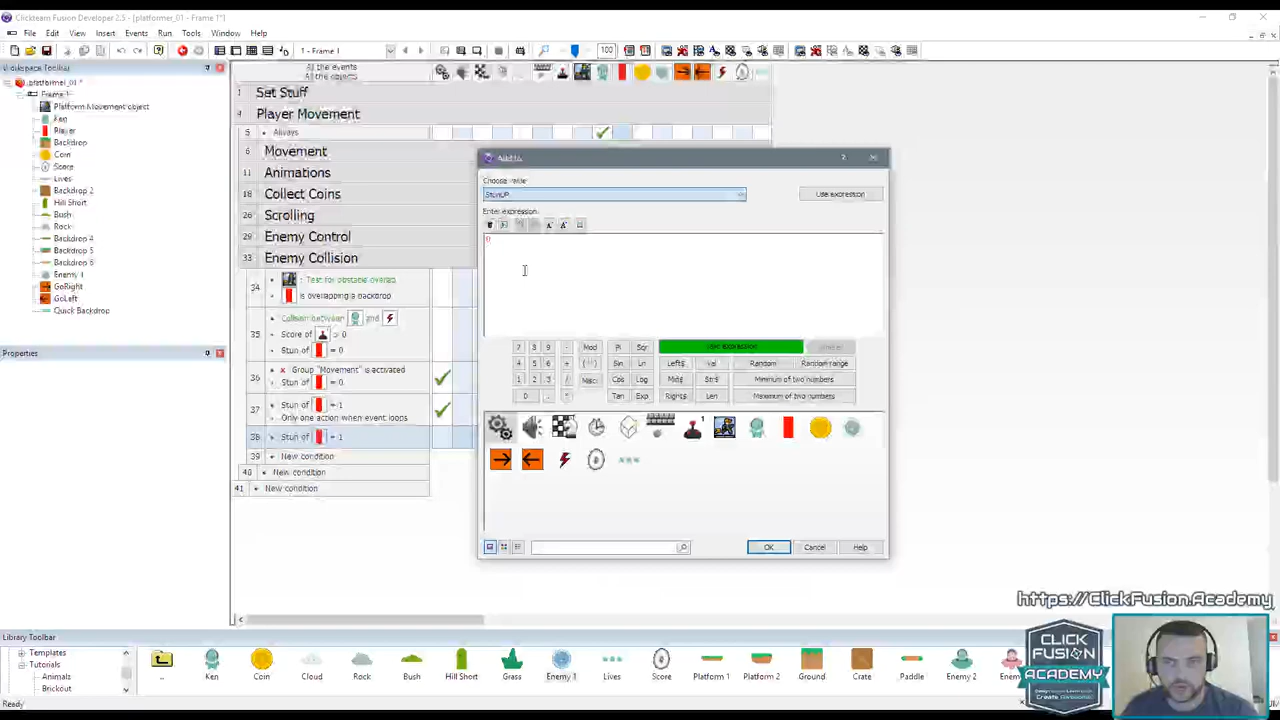 Clickteam Fusion Developer 2.5 - [platformer_01 - Frame 1*]
File Edit View Insert Events Run Tools Window Help
1 - Frame 1
100
Workspace Toolbar
platformer_01 *
Frame 1
Platform Movement object
Ken
Player
Backdrop
Coin
Score
Lives
Backdrop 2
Hill Short
Bush
Rock
Backdrop 4
Backdrop 5
Backdrop 6
Enemy 1
GoRight
GoLeft
Quick Backdrop
Properties
All the events
All the objects
1 Set Stuff
4 Player Movement
5 Always
6 Movement
11 Animations
18 Collect Coins
26 Scrolling
29 Enemy Control
33 Enemy Collision
34 : Test for obstacle overlap
is overlapping a backdrop
35 Collision between and
Score of > 0
Stun of = 0
36 Group "Movement" is activated
Stun of = 0
37 Stun of = 1
Only one action when event loops
38 Stun of = 1
39 New condition
40 New condition
41 New condition
Add to...
Choose value
StunUP
Use expression
Enter expression:
0
7 8 9 - Mod Pi Sqr
4 5 6 + Sin Ln Left$ Val Random Random range
1 2 3 / Misc. Cos Log Mid$ Str$ Minimum of two numbers
0 . * Tan Exp Right$ Len Maximum of two numbers
OK Cancel Help
https://ClickFusion.Academy
CLICK
FUSION
ACADEMY
Library Toolbar
Templates
Tutorials
Animals
Brickout
..
Ken
Coin
Cloud
Rock
Bush
Hill Short
Grass
Enemy 1
Lives
Score
Platform 1
Platform 2
Ground
Crate
Paddle
Enemy 2
Ready